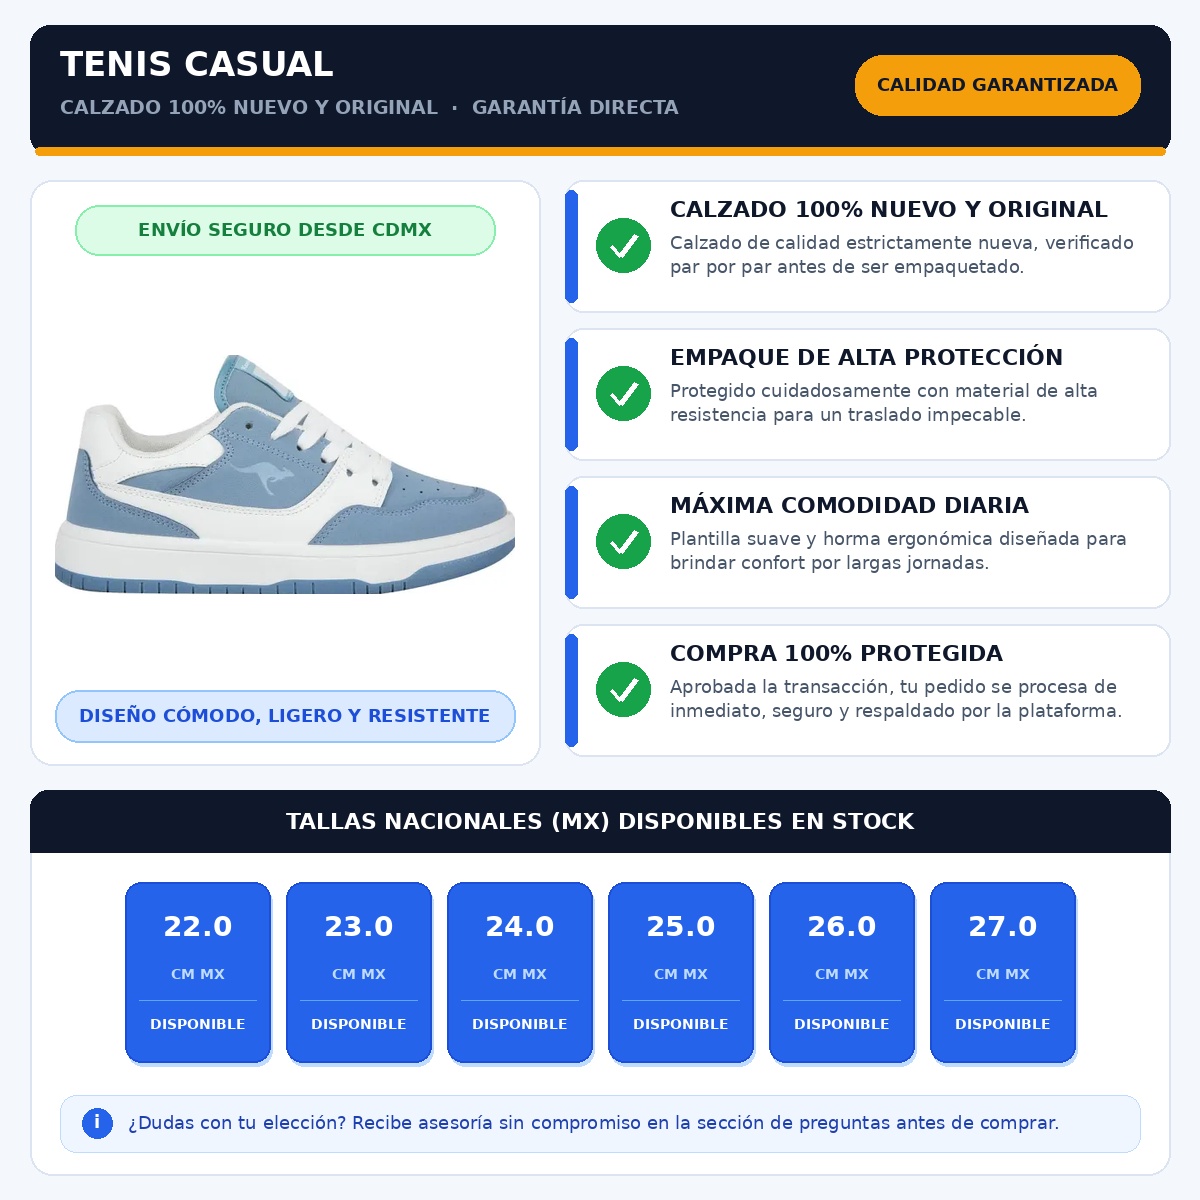 TENIS CASUAL
CALZADO 100% NUEVO Y ORIGINAL · GARANTÍA DIRECTA
CALIDAD GARANTIZADA
ENVÍO SEGURO DESDE CDMX
DISEÑO CÓMODO, LIGERO Y RESISTENTE
CALZADO 100% NUEVO Y ORIGINAL
Calzado de calidad estrictamente nueva, verificado
par por par antes de ser empaquetado.
EMPAQUE DE ALTA PROTECCIÓN
Protegido cuidadosamente con material de alta
resistencia para un traslado impecable.
MÁXIMA COMODIDAD DIARIA
Plantilla suave y horma ergonómica diseñada para
brindar confort por largas jornadas.
COMPRA 100% PROTEGIDA
Aprobada la transacción, tu pedido se procesa de
inmediato, seguro y respaldado por la plataforma.
TALLAS NACIONALES (MX) DISPONIBLES EN STOCK
22.0 23.0 24.0 25.0 26.0 27.0
CM MX CM MX CM MX CM MX CM MX CM MX
DISPONIBLE DISPONIBLE DISPONIBLE DISPONIBLE DISPONIBLE DISPONIBLE
i ¿Dudas con tu elección? Recibe asesoría sin compromiso en la sección de preguntas antes de comprar.